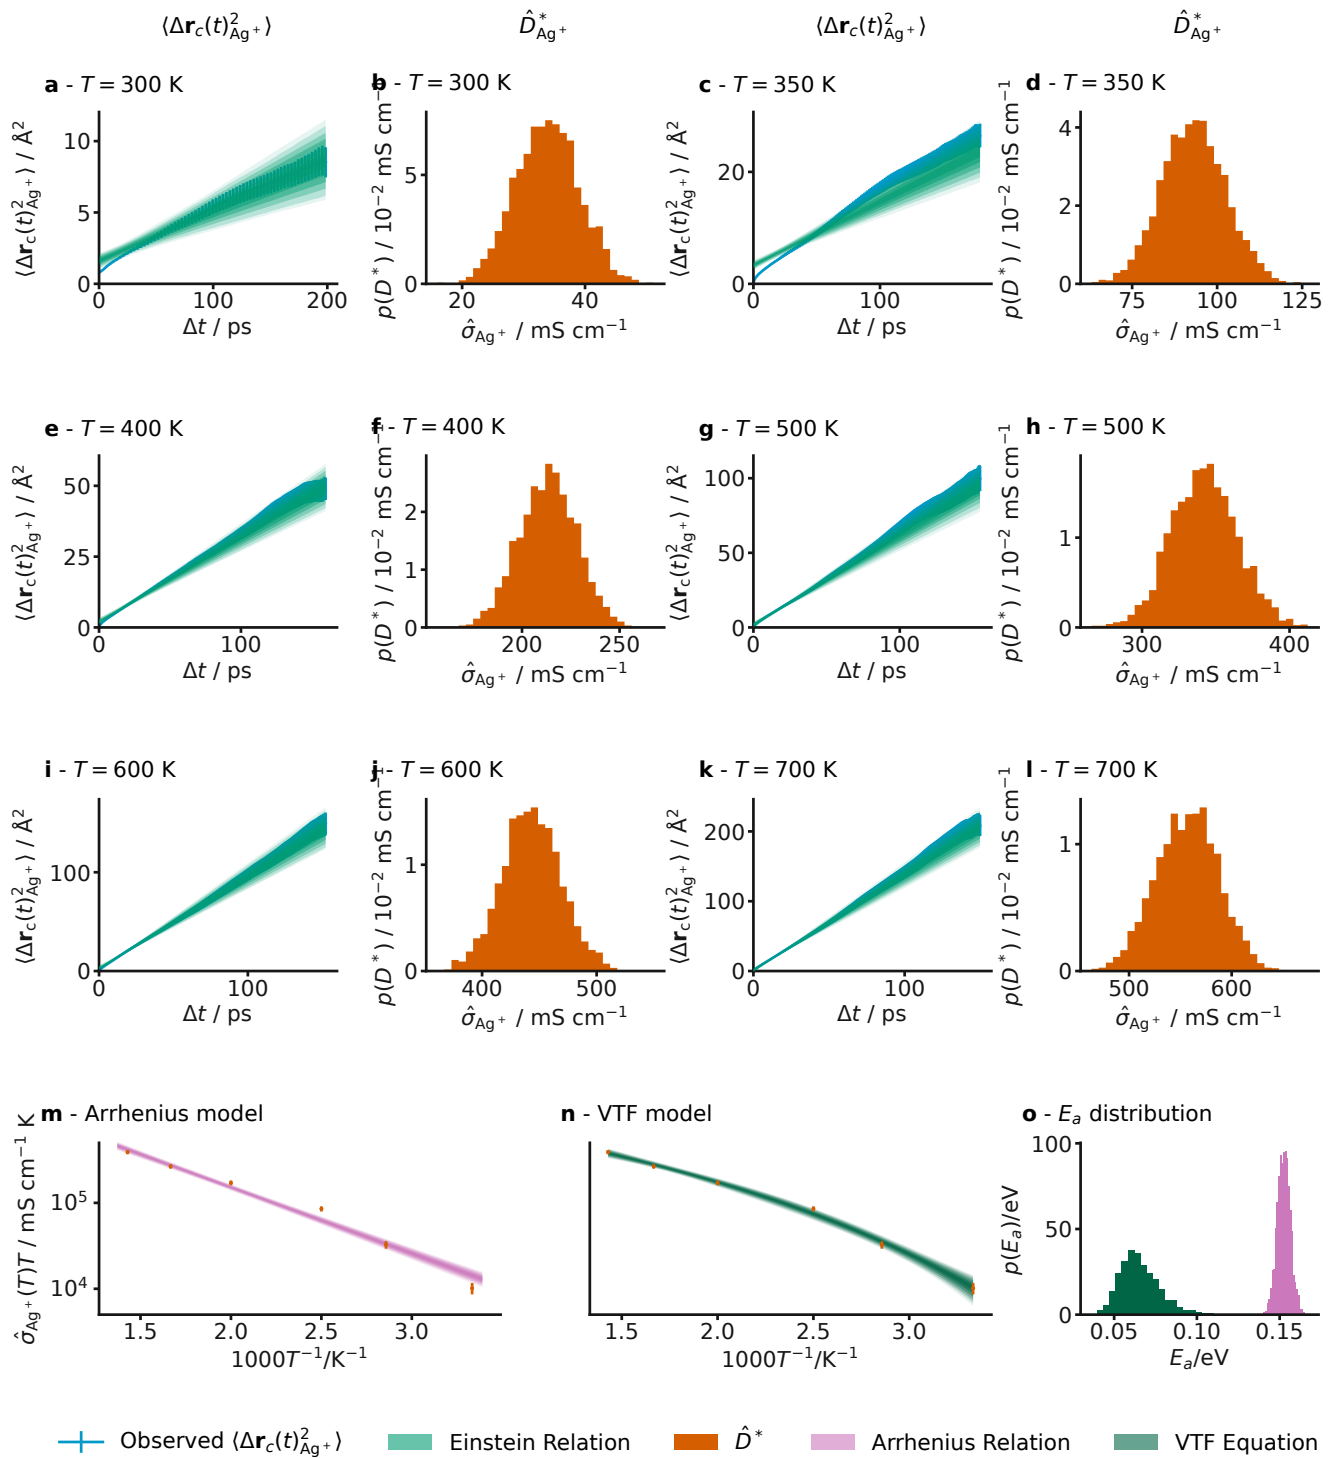 ⟨Δr_c(t)²_Ag⁺⟩
D̂*_Ag⁺
⟨Δr_c(t)²_Ag⁺⟩
D̂*_Ag⁺
a - T = 300 K
b - T = 300 K
c - T = 350 K
d - T = 350 K
⟨Δr_c(t)²_Ag⁺⟩ / Å²
10
5
0
0
100
200
Δt / ps
p(D*) / 10⁻² mS cm⁻¹
5
0
20
40
σ̂_Ag⁺ / mS cm⁻¹
⟨Δr_c(t)²_Ag⁺⟩ / Å²
20
0
0
100
Δt / ps
p(D*) / 10⁻² mS cm⁻¹
4
2
0
75
100
125
σ̂_Ag⁺ / mS cm⁻¹
e - T = 400 K
f - T = 400 K
g - T = 500 K
h - T = 500 K
⟨Δr_c(t)²_Ag⁺⟩ / Å²
50
25
0
0
100
Δt / ps
p(D*) / 10⁻² mS cm⁻¹
2
1
0
200
250
σ̂_Ag⁺ / mS cm⁻¹
⟨Δr_c(t)²_Ag⁺⟩ / Å²
100
50
0
0
100
Δt / ps
p(D*) / 10⁻² mS cm⁻¹
1
0
300
400
σ̂_Ag⁺ / mS cm⁻¹
i - T = 600 K
j - T = 600 K
k - T = 700 K
l - T = 700 K
⟨Δr_c(t)²_Ag⁺⟩ / Å²
100
0
0
100
Δt / ps
p(D*) / 10⁻² mS cm⁻¹
1
0
400
500
σ̂_Ag⁺ / mS cm⁻¹
⟨Δr_c(t)²_Ag⁺⟩ / Å²
200
100
0
0
100
Δt / ps
p(D*) / 10⁻² mS cm⁻¹
1
0
500
600
σ̂_Ag⁺ / mS cm⁻¹
m - Arrhenius model
n - VTF model
o - E_a distribution
σ̂_Ag⁺(T)T / mS cm⁻¹ K
10⁵
10⁴
1.5
2.0
2.5
3.0
1000T⁻¹/K⁻¹
1.5
2.0
2.5
3.0
1000T⁻¹/K⁻¹
p(E_a)/eV
100
50
0
0.05
0.10
0.15
E_a/eV
Observed ⟨Δr_c(t)²_Ag⁺⟩
Einstein Relation
D̂*
Arrhenius Relation
VTF Equation